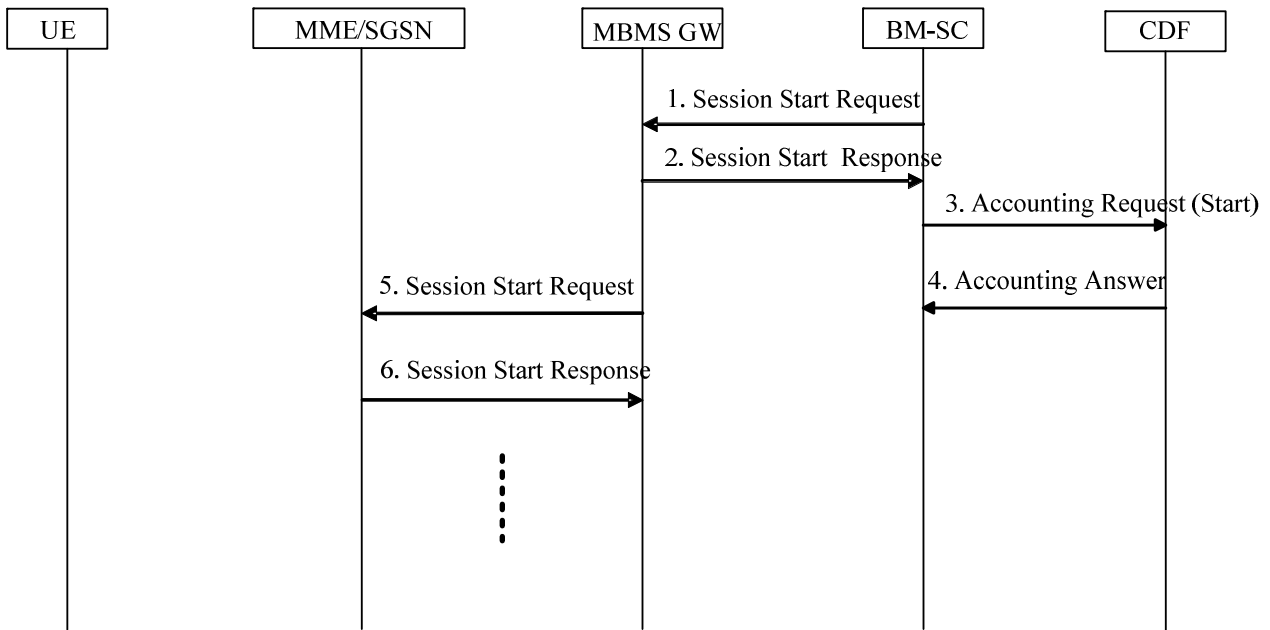 UE
MME/SGSN
MBMS GW
BM-SC
CDF
1. Session Start Request
2. Session Start Response
3. Accounting Request (Start)
4. Accounting Answer
5. Session Start Request
6. Session Start Response